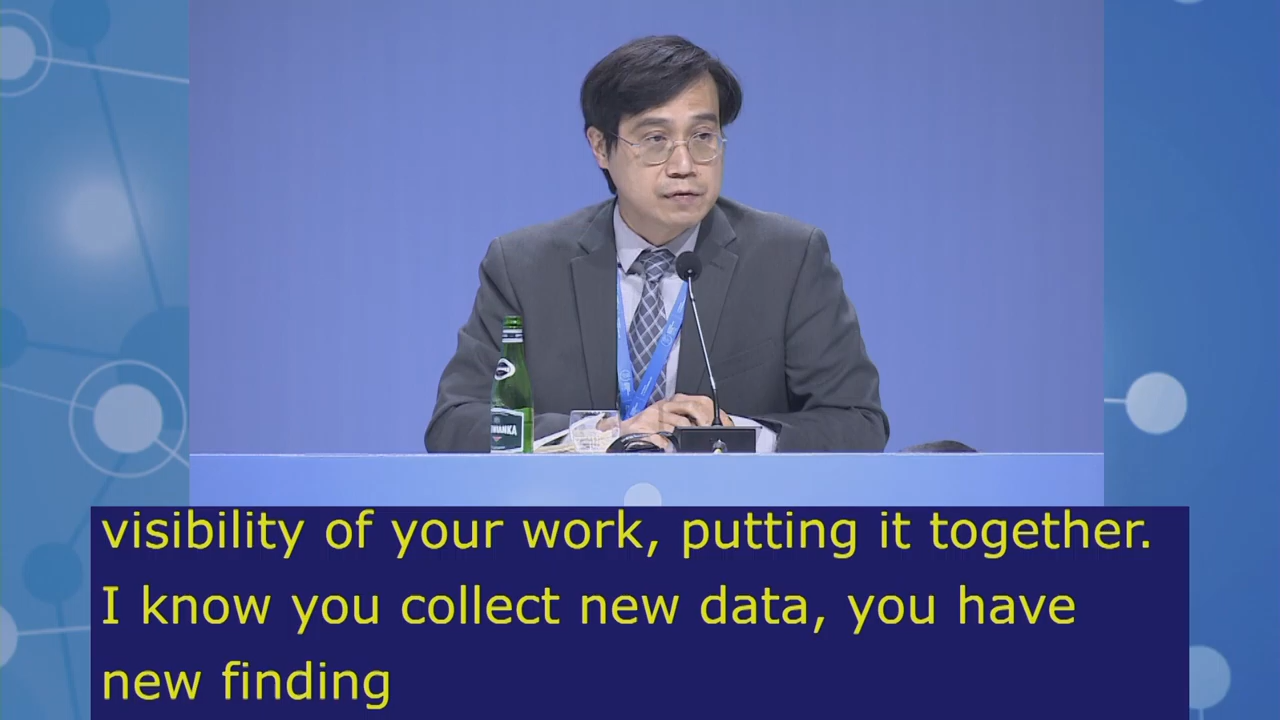 visibility of your work, putting it together.
I know you collect new data, you have
new finding